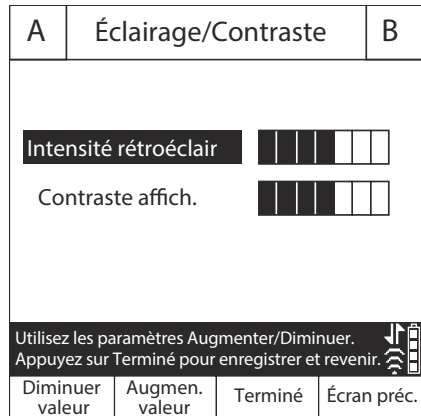 A Éclairage/Contraste B
Intensité rétroéclair
Contraste affich.
Utilisez les paramètres Augmenter/Diminuer.
Appuyez sur Terminé pour enregistrer et revenir.
Diminuer valeur
Augmen. valeur
Terminé
Écran préc.